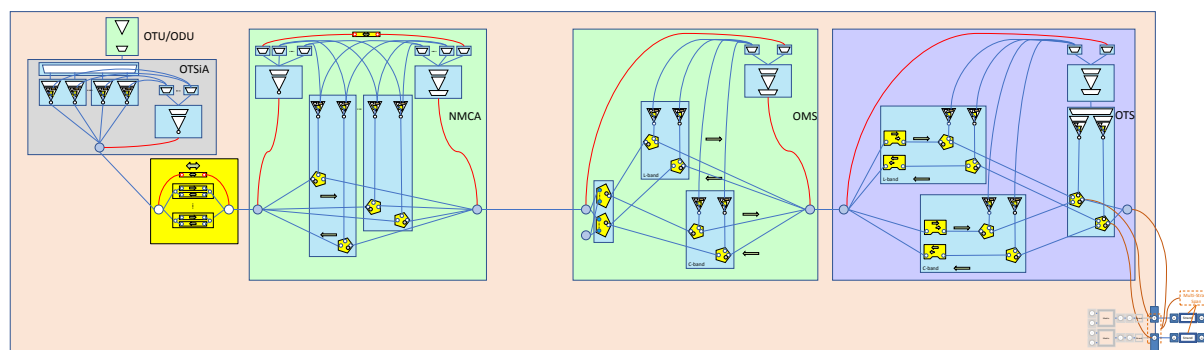 OTU/ODU
OTSiA
NMCA
OMS
OTS
L-band
C-band
L-band
C-band